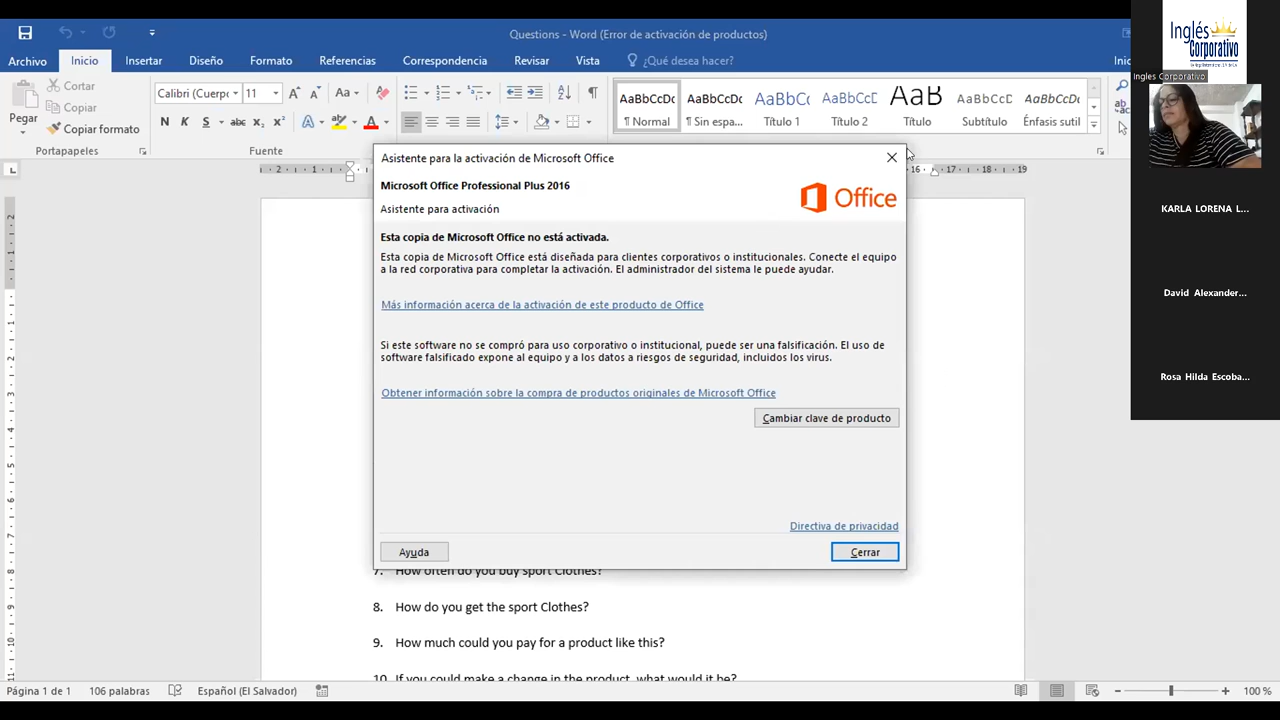 Questions - Word (Error de activación de productos)
Archivo Inicio Insertar Diseño Formato Referencias Correspondencia Revisar Vista ¿Qué desea hacer?
Pegar
Cortar
Copiar
Copiar formato
Portapapeles
Calibri (Cuerpo 11
N K S abc x₂ x²
Fuente
AaBbCcDc AaBbCcDc AaBbCc AaBbCcD AaB AaBbCcD AaBbCcDc
¶ Normal ¶ Sin espa... Título 1 Título 2 Título Subtítulo Énfasis sutil
Asistente para la activación de Microsoft Office
Microsoft Office Professional Plus 2016
Asistente para activación
Office
Esta copia de Microsoft Office no está activada.
Esta copia de Microsoft Office está diseñada para clientes corporativos o institucionales. Conecte el equipo
a la red corporativa para completar la activación. El administrador del sistema le puede ayudar.
Más información acerca de la activación de este producto de Office
Si este software no se compró para uso corporativo o institucional, puede ser una falsificación. El uso de
software falsificado expone al equipo y a los datos a riesgos de seguridad, incluidos los virus.
Obtener información sobre la compra de productos originales de Microsoft Office
Cambiar clave de producto
Directiva de privacidad
Ayuda
Cerrar
7. How often do you buy sport Clothes?
8. How do you get the sport Clothes?
9. How much could you pay for a product like this?
10. If you could make a change in the product, what would it be?
Página 1 de 1 106 palabras Español (El Salvador) 100 %
Inglés
Corporativo
Ingles Corporativo
KARLA LORENA L...
David Alexander...
Rosa Hilda Escoba...